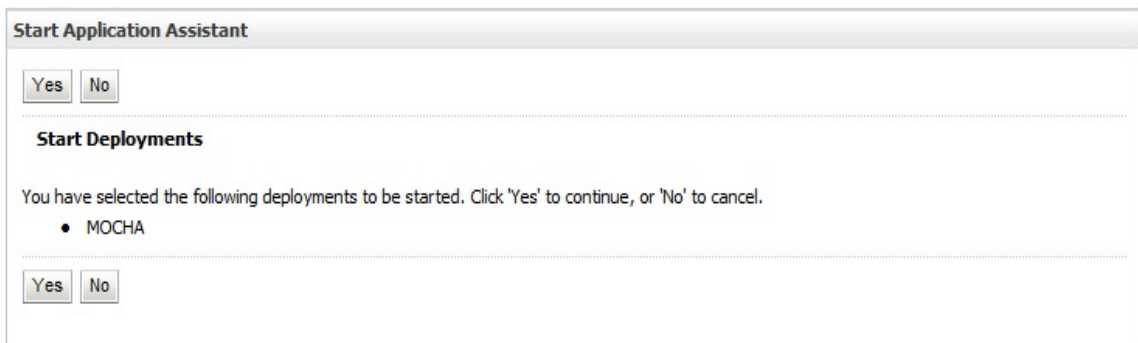 Start Application Assistant
Yes No
Start Deployments
You have selected the following deployments to be started. Click 'Yes' to continue, or 'No' to cancel.
● MOCHA
Yes No